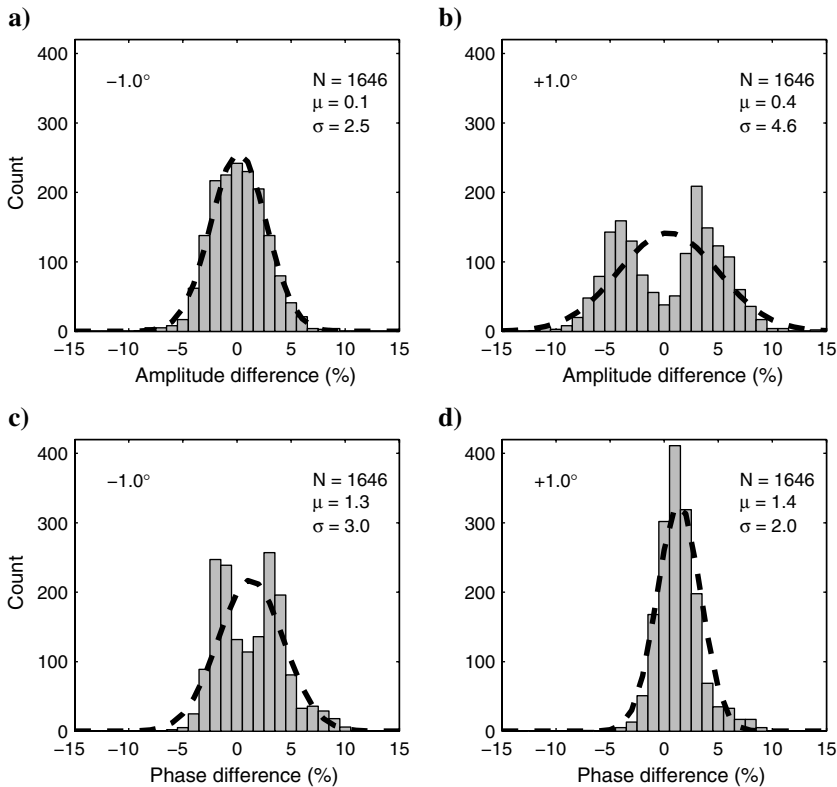 a)
400
300
200
100
0
Count
−1.0°
N = 1646
μ = 0.1
σ = 2.5
−15 −10 −5 0 5 10 15
Amplitude difference (%)
b)
400
300
200
100
0
+1.0°
N = 1646
μ = 0.4
σ = 4.6
−15 −10 −5 0 5 10 15
Amplitude difference (%)
c)
400
300
200
100
0
Count
−1.0°
N = 1646
μ = 1.3
σ = 3.0
−15 −10 −5 0 5 10 15
Phase difference (%)
d)
400
300
200
100
0
+1.0°
N = 1646
μ = 1.4
σ = 2.0
−15 −10 −5 0 5 10 15
Phase difference (%)